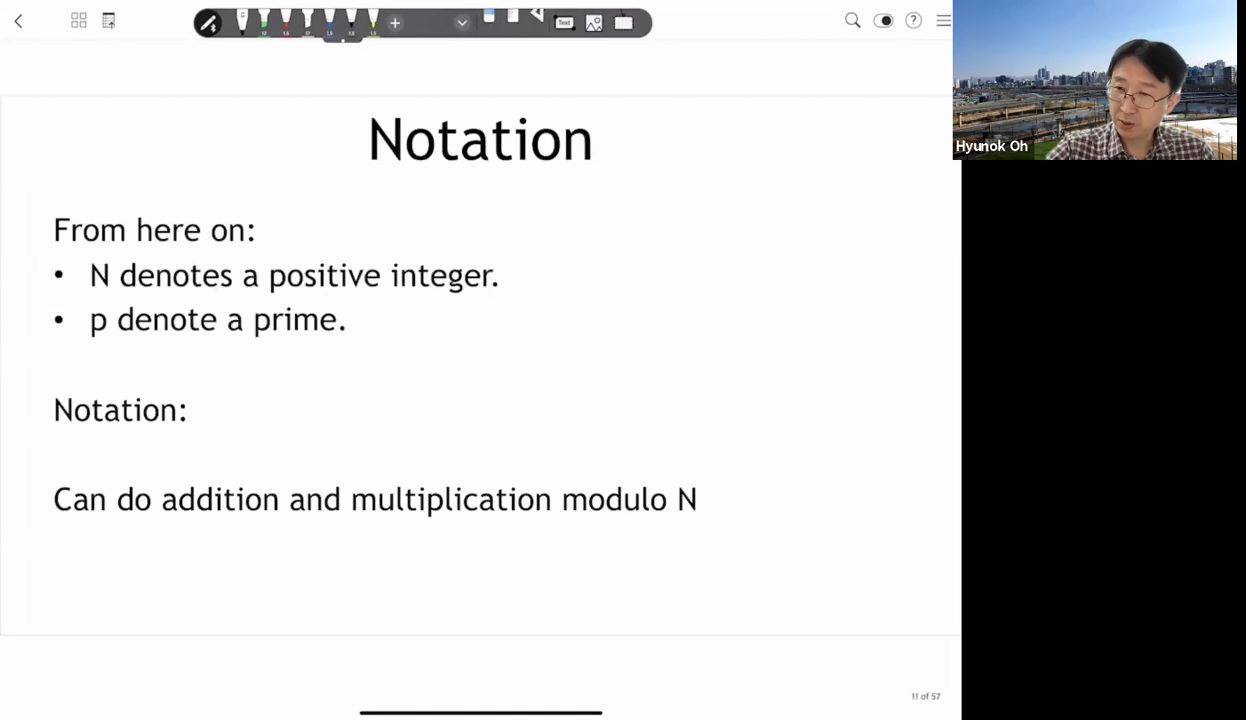 Text
Hyunok Oh
Notation
From here on:
• N denotes a positive integer.
• p denote a prime.
Notation:
Can do addition and multiplication modulo N
11 of 57